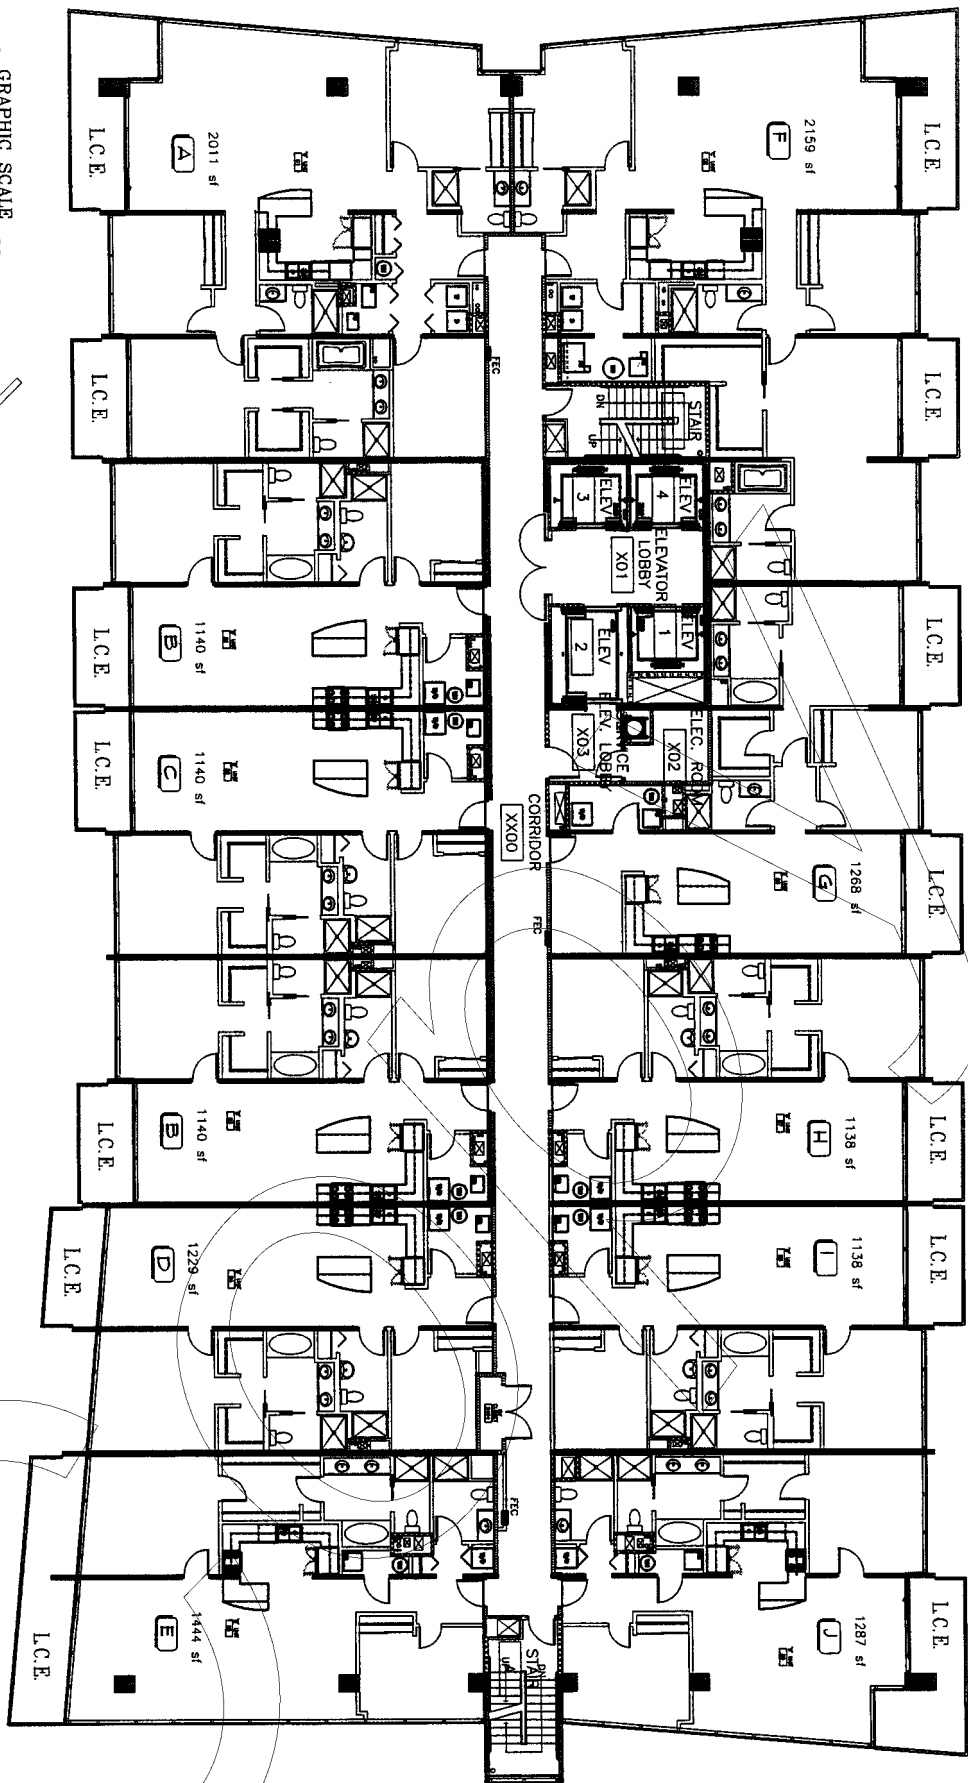 GRAPHIC SCALE
L.C.E.
A
2011 sf
F
2159 sf
L.C.E.
L.C.E.
FEC
STAIR
DN
UP
L.C.E.
ELEV
3
ELEV
4
ELEVATOR
LOBBY
X01
L.C.E.
B
1140 sf
ELEV
2
ELEV
1
L.C.E.
L.C.E.
C
1140 sf
X03
ELEC. ROOM
X02
CORRIDOR
XX00
FEC
G
1268 sf
L.C.E.
L.C.E.
B
1140 sf
H
1138 sf
L.C.E.
L.C.E.
D
1229 sf
I
1138 sf
L.C.E.
FEC
L.C.E.
E
1444 sf
STAIR
UP
DN
J
1287 sf
L.C.E.